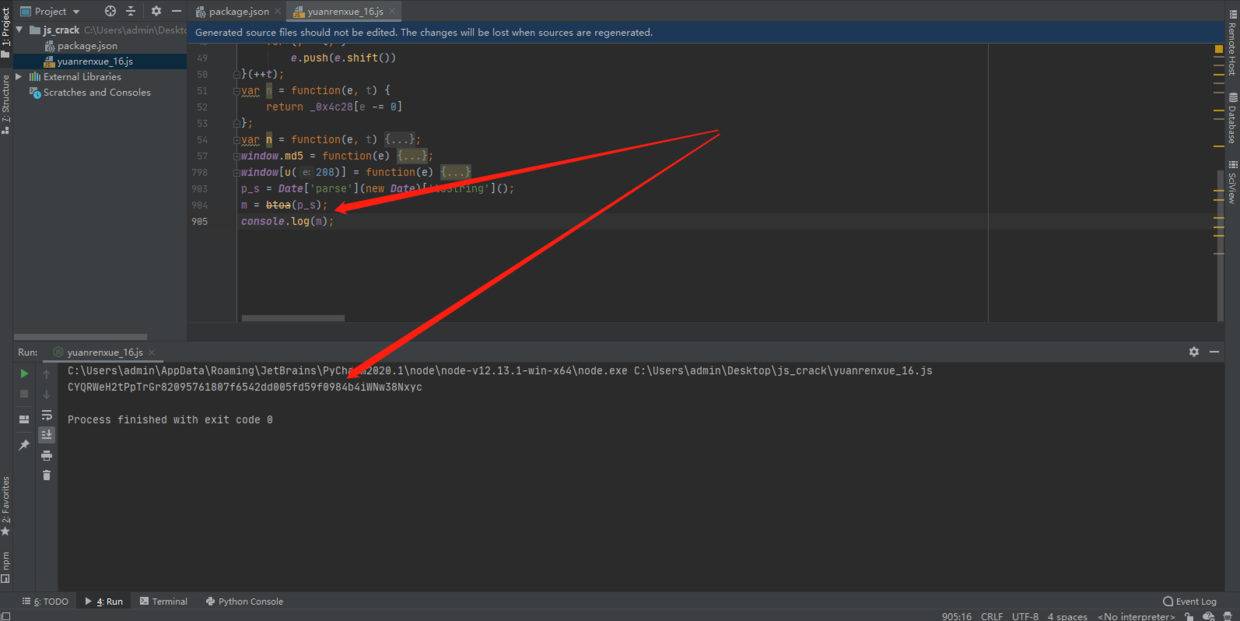 Project
package.json
yuanrenxue_16.js
1: Project
js_crack C:\Users\admin\Deskto
package.json
yuanrenxue_16.js
External Libraries
Scratches and Consoles
Generated source files should not be edited. The changes will be lost when sources are regenerated.
49 e.push(e.shift())
50 }(++t);
51 var n = function(e, t) {
52 return _0x4c28[e -= 0]
53 };
54 var n = function(e, t) {...};
57 window.md5 = function(e) {...};
798 window[u( e: 208)] = function(e) {...}
903 p_s = Date['parse'](new Date)[
904 m = btoa(p_s);
905 console.log(m);
Remote Host
Database
SciView
7: Structure
2: Favorites
npm
Run: yuanrenxue_16.js
C:\Users\admin\AppData\Roaming\JetBrains\PyCharm2020.1\node\node-v12.13.1-win-x64\node.exe C:\Users\admin\Desktop\js_crack\yuanrenxue_16.js
CYQRWeH2tPpTrGr82095761807f6542dd005fd59f0984b4iWNw38Nxyc
Process finished with exit code 0
6: TODO
4: Run
Terminal
Python Console
Event Log
905:16 CRLF UTF-8 4 spaces <No interpreter>